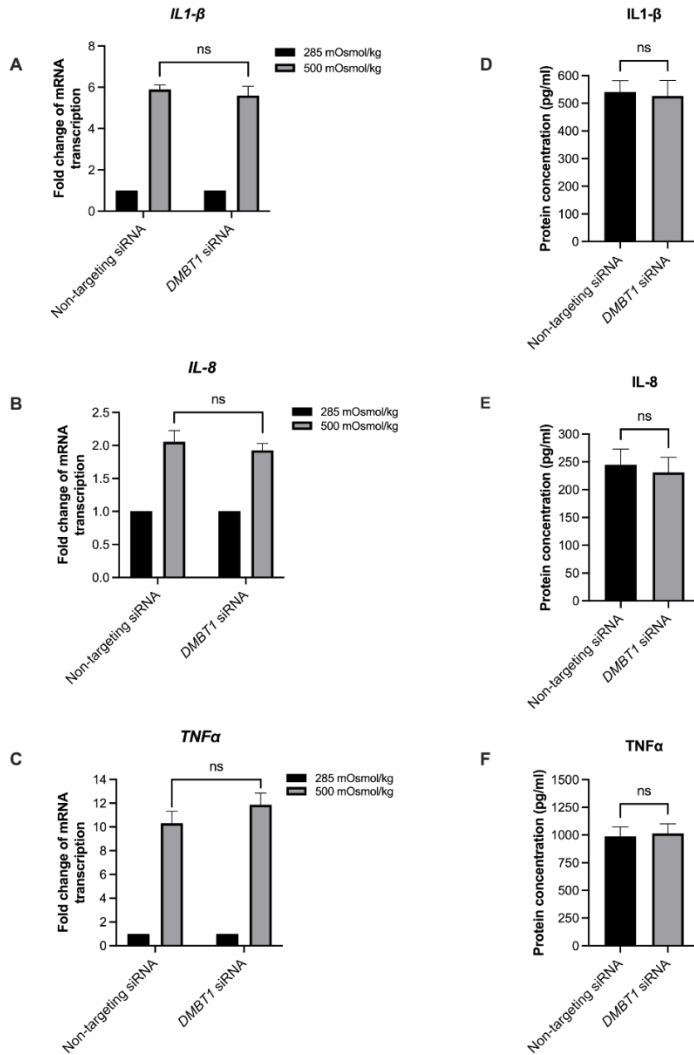 IL1-β
A
Fold change of mRNA
transcription
8
6
4
2
0
ns
285 mOsmol/kg
500 mOsmol/kg
Non-targeting siRNA
DMBT1 siRNA
IL1-β
D
Protein concentration (pg/ml)
600
500
400
300
200
100
0
ns
Non-targeting siRNA
DMBT1 siRNA
IL-8
B
Fold change of mRNA
transcription
2.5
2.0
1.5
1.0
0.5
0.0
ns
285 mOsmol/kg
500 mOsmol/kg
Non-targeting siRNA
DMBT1 siRNA
IL-8
E
Protein concentration (pg/ml)
300
250
200
150
100
50
0
ns
Non-targeting siRNA
DMBT1 siRNA
TNFα
C
Fold change of mRNA
transcription
14
12
10
8
6
4
2
0
ns
285 mOsmol/kg
500 mOsmol/kg
Non-targeting siRNA
DMBT1 siRNA
TNFα
F
Protein concentration (pg/ml)
1500
1250
1000
750
500
250
0
ns
Non-targeting siRNA
DMBT1 siRNA